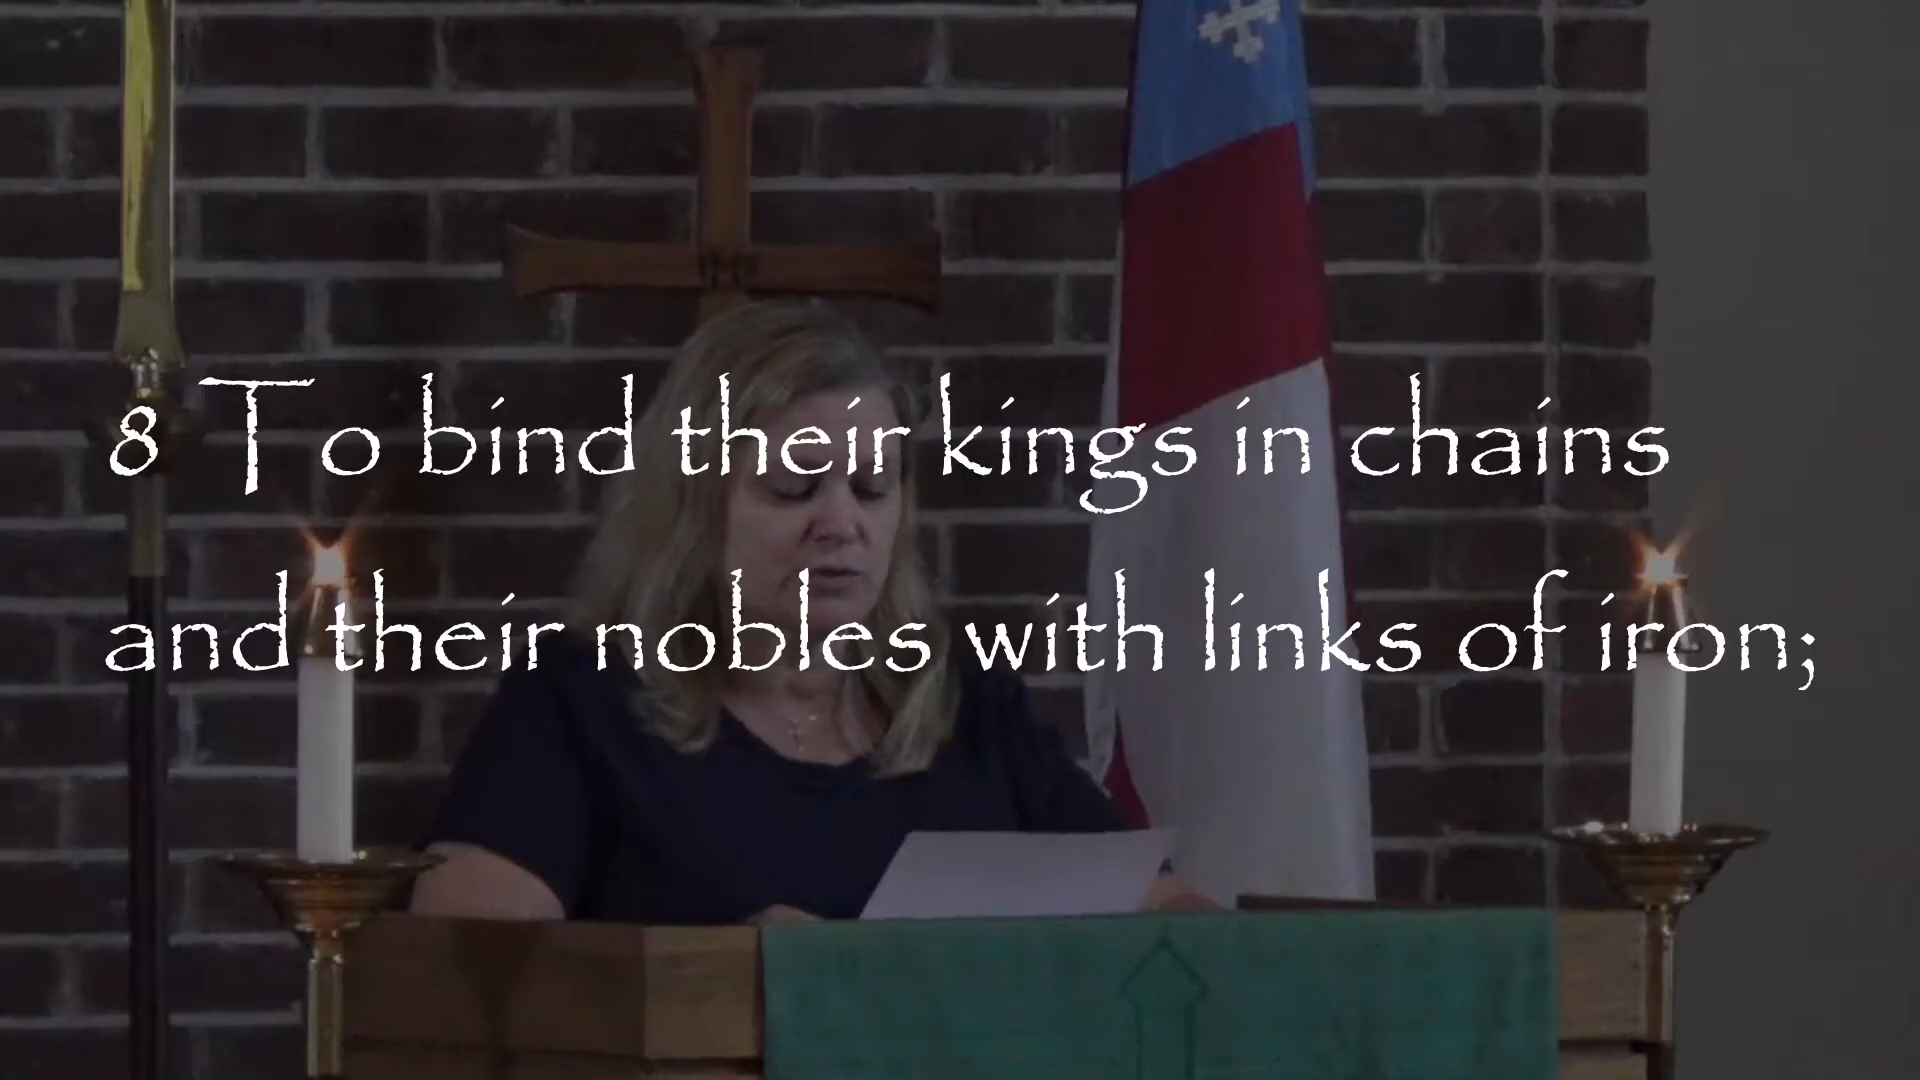 8 To bind their kings in chains
and their nobles with links of iron;